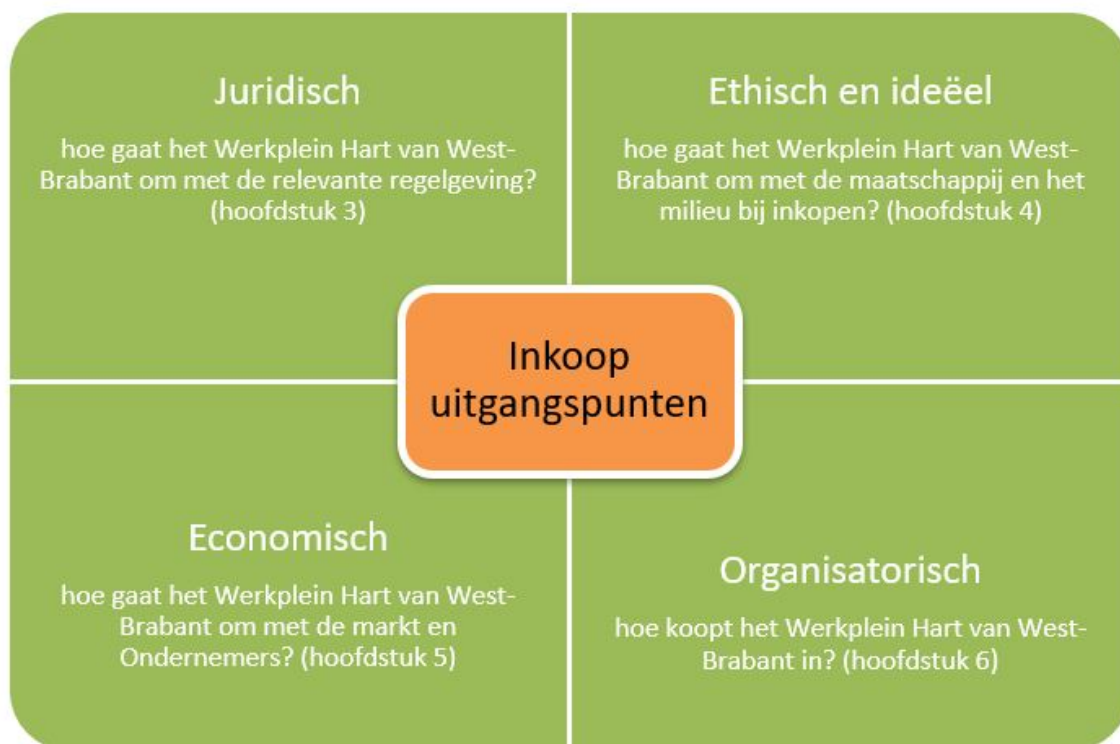 Juridisch
hoe gaat het Werkplein Hart van West-
Brabant om met de relevante regelgeving?
(hoofdstuk 3)
Ethisch en ideëel
hoe gaat het Werkplein Hart van West-
Brabant om met de maatschappij en het
milieu bij inkopen? (hoofdstuk 4)
Inkoop
uitgangspunten
Economisch
hoe gaat het Werkplein Hart van West-
Brabant om met de markt en
Ondernemers? (hoofdstuk 5)
Organisatorisch
hoe koopt het Werkplein Hart van West-
Brabant in? (hoofdstuk 6)